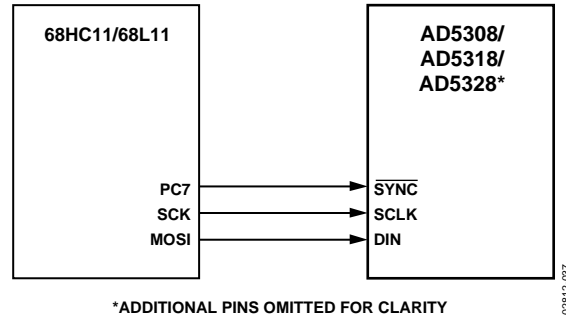 68HC11/68L11
AD5308/
AD5318/
AD5328*
PC7
SYNC
SCK
SCLK
MOSI
DIN
*ADDITIONAL PINS OMITTED FOR CLARITY